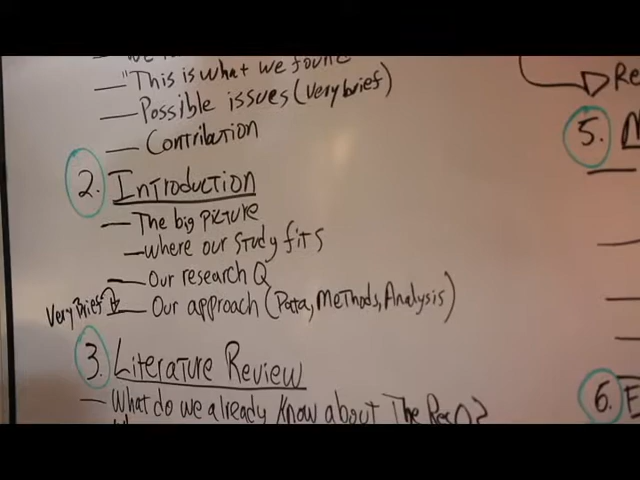 "This is what we found
— Possible issues (very brief)
— Contribution
2. Introduction
— The big picture
— where our study fits
— Our research Q
Very Brief — Our approach (Data, Methods, Analysis)
3. Literature Review
— What do we already know about The Res Q?
Re
5.
6. E